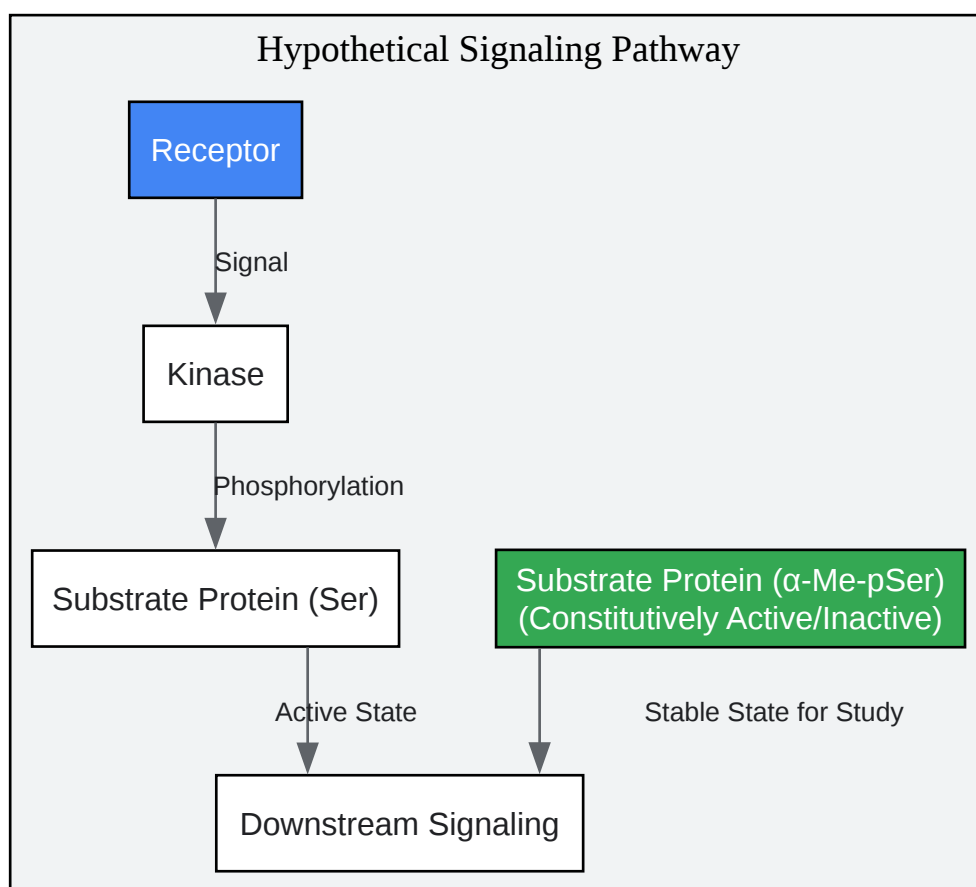 Hypothetical Signaling Pathway
Receptor
Signal
Kinase
Phosphorylation
Substrate Protein (Ser)
Substrate Protein (α-Me-pSer)
(Constitutively Active/Inactive)
Active State
Stable State for Study
Downstream Signaling